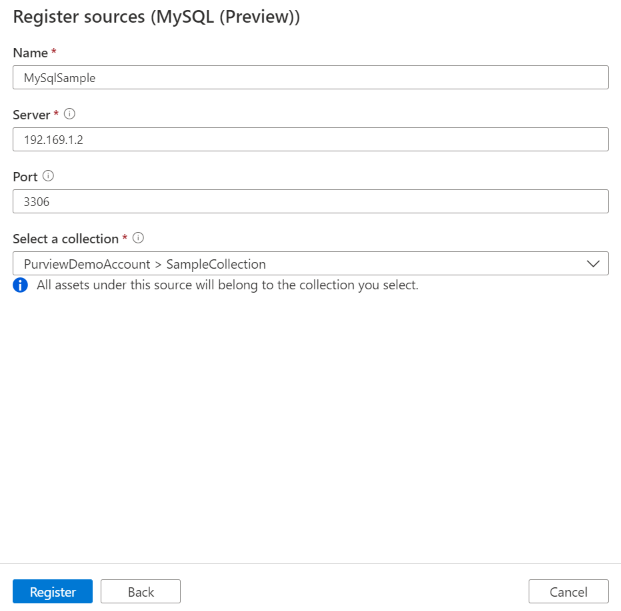 Register sources (MySQL (Preview))
Name *
MySqlSample
Server *
192.169.1.2
Port
3306
Select a collection *
PurviewDemoAccount > SampleCollection
All assets under this source will belong to the collection you select.
Register Back Cancel